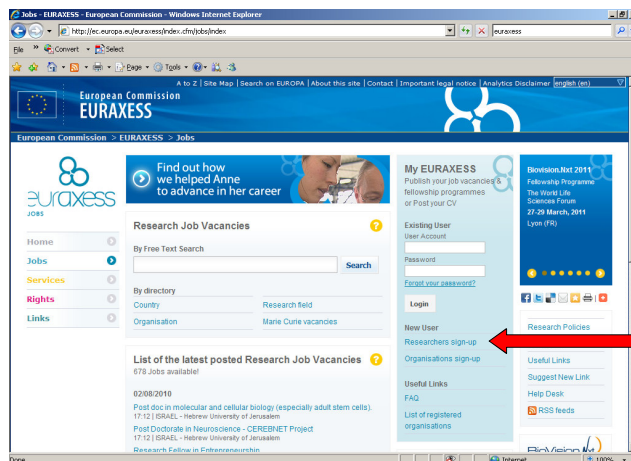 Jobs - EURAXESS - European Commission - Windows Internet Explorer
http://ec.europa.eu/euraxess/index.cfm/jobs/index
euraxess
File
Convert
Select
Page
Tools
A to Z | Site Map | Search on EUROPA | About this site | Contact | Important legal notice | Analytics Disclaimer
english (en)
European Commission
EURAXESS
European Commission > EURAXESS > Jobs
euraxess
JOBS
Home
Jobs
Services
Rights
Links
Find out how
we helped Anne
to advance in her career
Research Job Vacancies
By Free Text Search
Search
By directory
Country
Research field
Organisation
Marie Curie vacancies
List of the latest posted Research Job Vacancies
678 Jobs available!
02/08/2010
Post doc in molecular and cellular biology (especially adult stem cells).
17:12 | ISRAEL - Hebrew University of Jerusalem
Post Doctorate in Neuroscience - CEREBNET Project
17:12 | ISRAEL - Hebrew University of Jerusalem
Research Fellow in Entrepreneurship
My EURAXESS
Publish your job vacancies &
fellowship programmes
or Post your CV
Existing User
User Account
Password
Forgot your password?
Login
New User
Researchers sign-up
Organisations sign-up
Useful Links
FAQ
List of registered
organisations
Biovision.Nxt 2011
Fellowship Programme
The World Life
Sciences Forum
27-29 March, 2011
Lyon (FR)
Research Policies
Useful Links
Suggest New Link
Help Desk
RSS feeds
BioVision Nxt
Done
Internet
100%